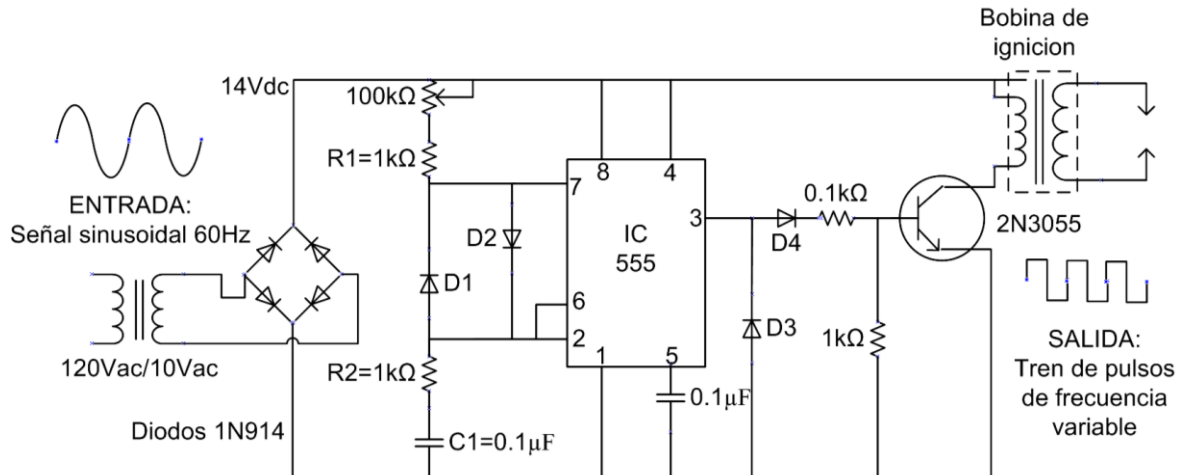 Bobina de
ignicion
14Vdc
100kΩ
R1=1kΩ
ENTRADA:
Señal sinusoidal 60Hz
120Vac/10Vac
Diodos 1N914
D1
D2
R2=1kΩ
C1=0.1µF
8
4
7
IC
555
3
6
2
1
5
0.1µF
0.1kΩ
D4
D3
1kΩ
2N3055
SALIDA:
Tren de pulsos
de frecuencia
variable